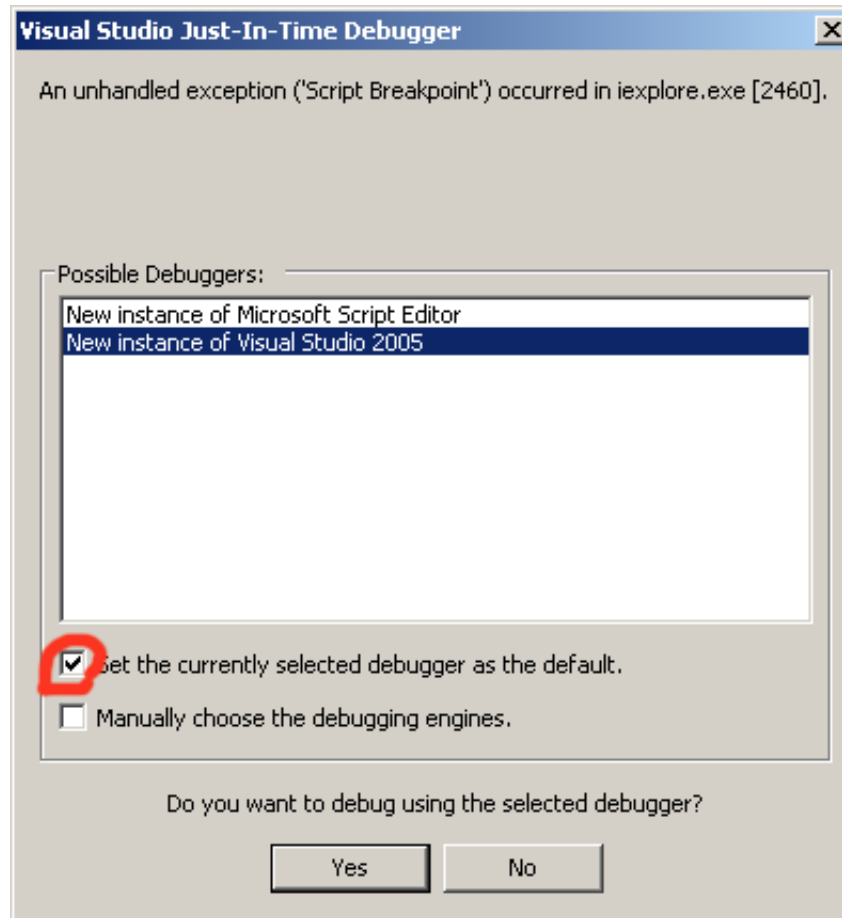 Visual Studio Just-In-Time Debugger
An unhandled exception ('Script Breakpoint') occurred in iexplore.exe [2460].
Possible Debuggers:
New instance of Microsoft Script Editor
New instance of Visual Studio 2005
Set the currently selected debugger as the default.
Manually choose the debugging engines.
Do you want to debug using the selected debugger?
Yes
No